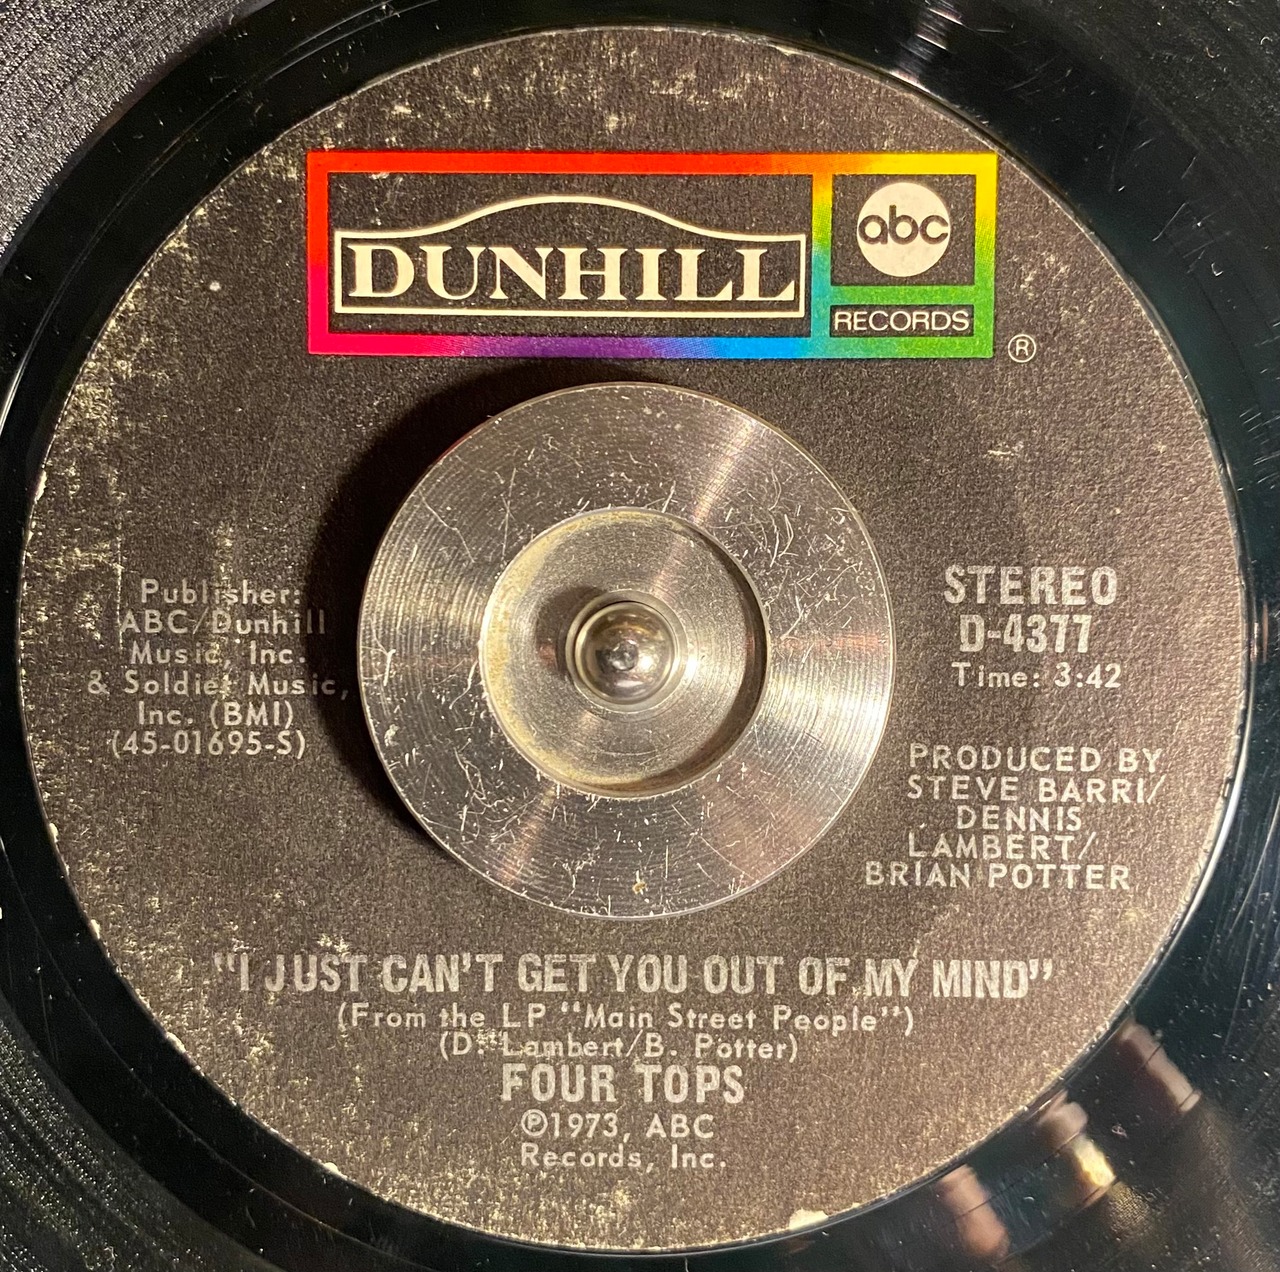 DUNHILL
abc
RECORDS
®
Publisher:
ABC/Dunhill
Music, Inc.
& Soldier Music,
Inc. (BMI)
(45-01695-S)
STEREO
D-4377
Time: 3:42
PRODUCED BY
STEVE BARRI/
DENNIS
LAMBERT/
BRIAN POTTER
"I JUST CAN'T GET YOU OUT OF MY MIND"
(From the LP "Main Street People")
(D. Lambert/B. Potter)
FOUR TOPS
℗1973, ABC
Records, Inc.